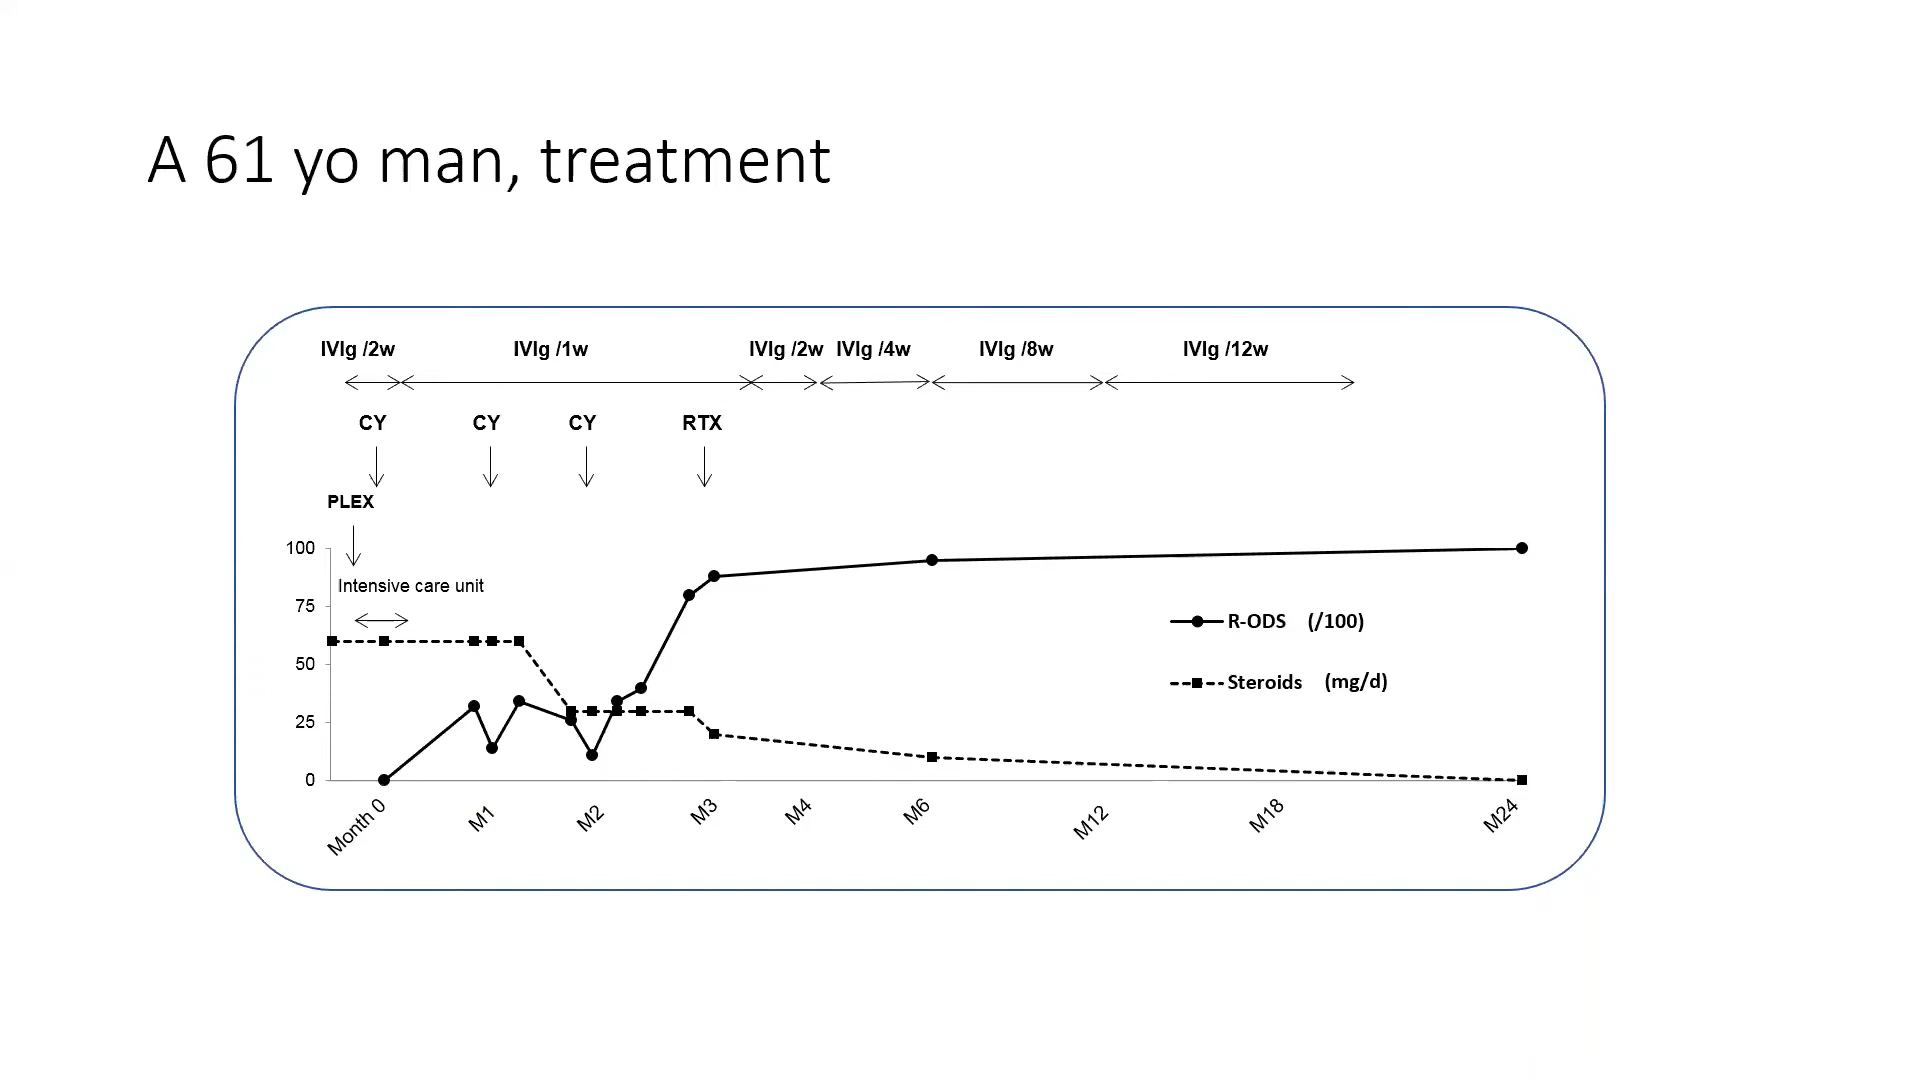 A 61 yo man, treatment
IVIg /2w IVIg /1w IVIg /2w IVIg /4w IVIg /8w IVIg /12w
CY CY CY RTX
PLEX
100
Intensive care unit
75
50
25
0
R-ODS (/100)
Steroids (mg/d)
Month 0 M1 M2 M3 M4 M6 M12 M18 M24